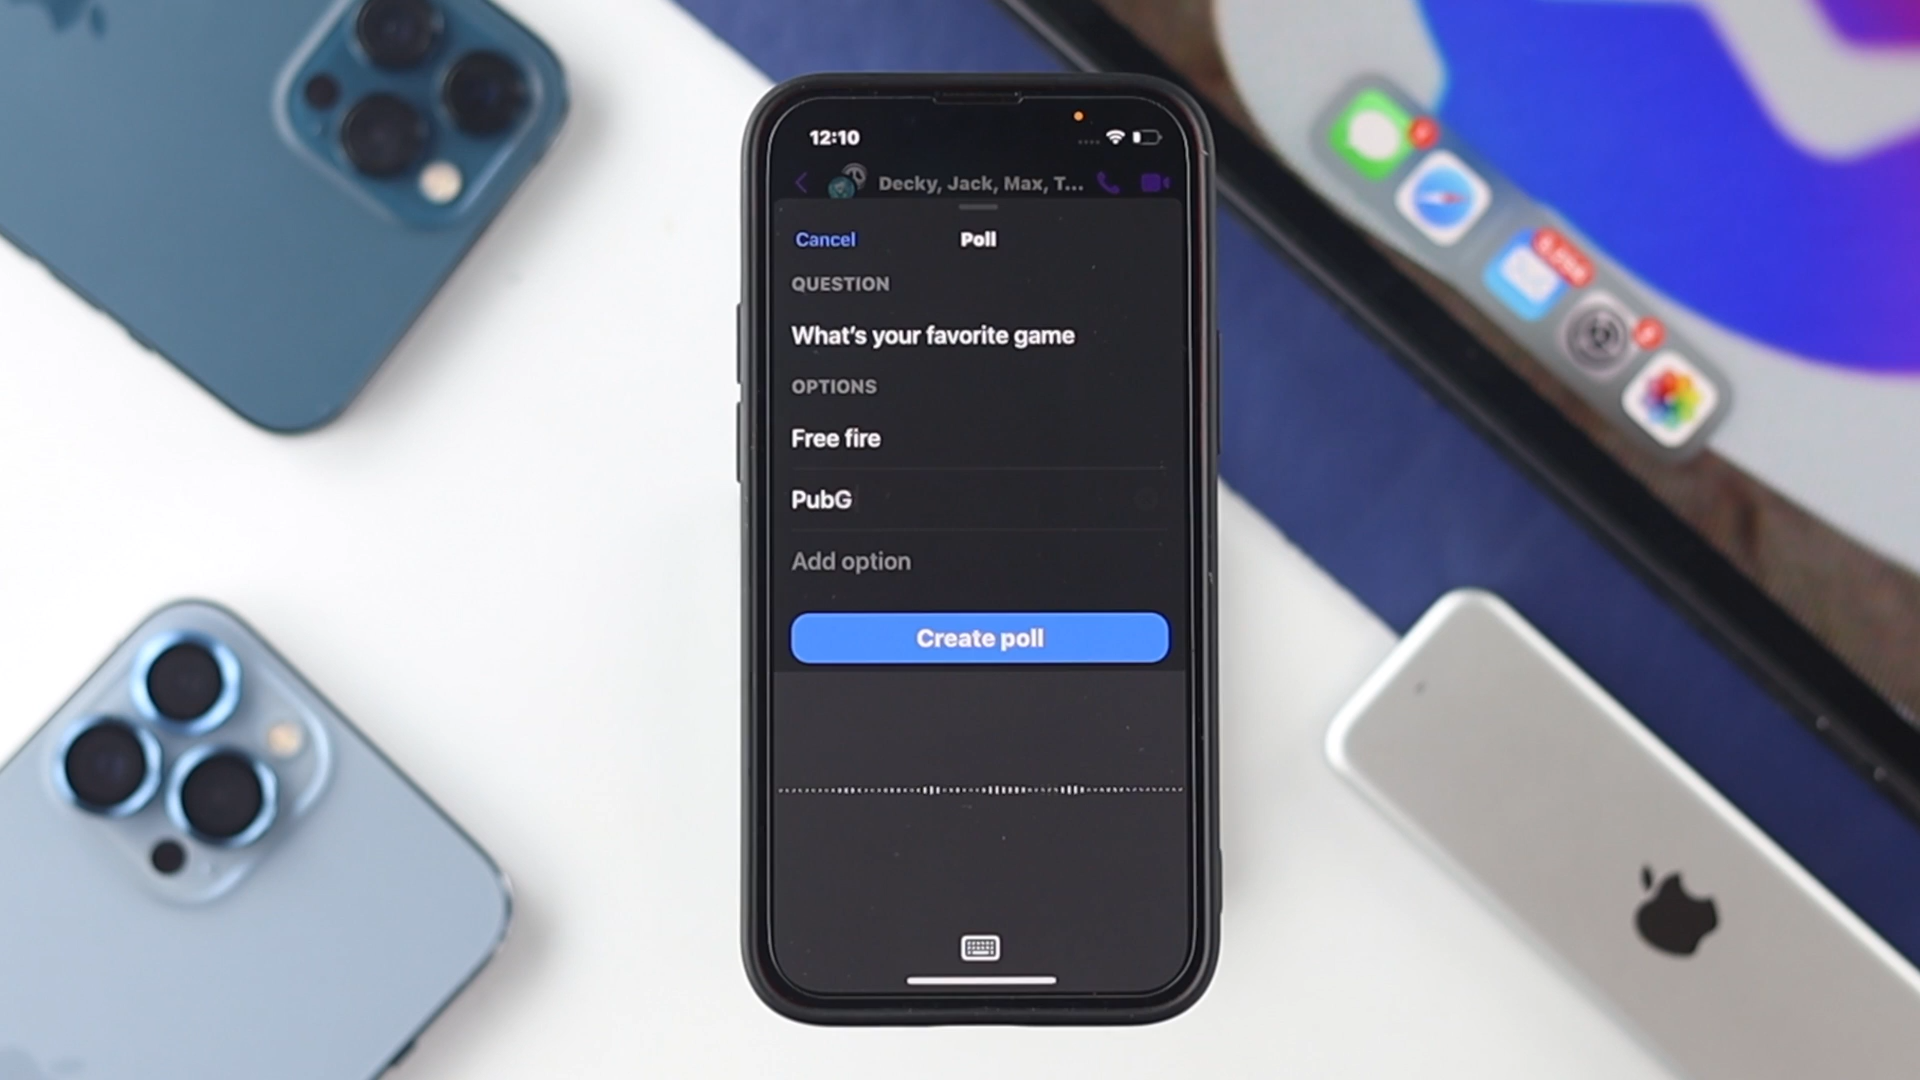 12:10
Decky, Jack, Max, T...
Cancel
Poll
QUESTION
What's your favorite game
OPTIONS
Free fire
PubG
Add option
Create poll